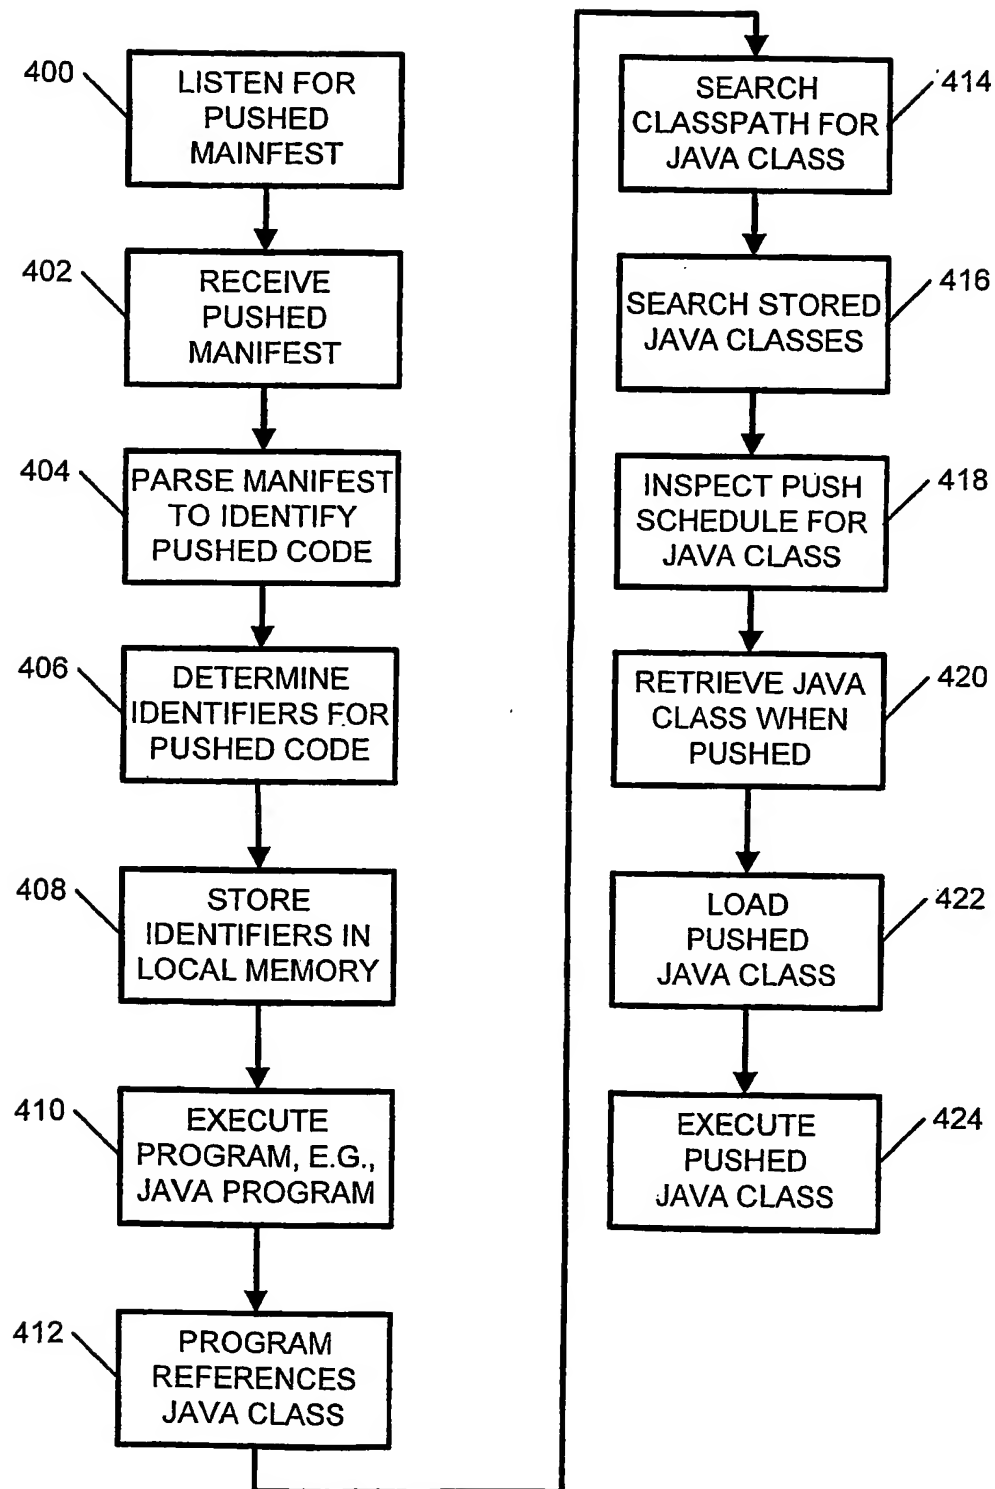 400
LISTEN FOR
PUSHED
MAINFEST
402
RECEIVE
PUSHED
MANIFEST
404
PARSE MANIFEST
TO IDENTIFY
PUSHED CODE
406
DETERMINE
IDENTIFIERS FOR
PUSHED CODE
408
STORE
IDENTIFIERS IN
LOCAL MEMORY
410
EXECUTE
PROGRAM, E.G.,
JAVA PROGRAM
412
PROGRAM
REFERENCES
JAVA CLASS
SEARCH
CLASSPATH FOR
JAVA CLASS
414
SEARCH STORED
JAVA CLASSES
416
INSPECT PUSH
SCHEDULE FOR
JAVA CLASS
418
RETRIEVE JAVA
CLASS WHEN
PUSHED
420
LOAD
PUSHED
JAVA CLASS
422
EXECUTE
PUSHED
JAVA CLASS
424